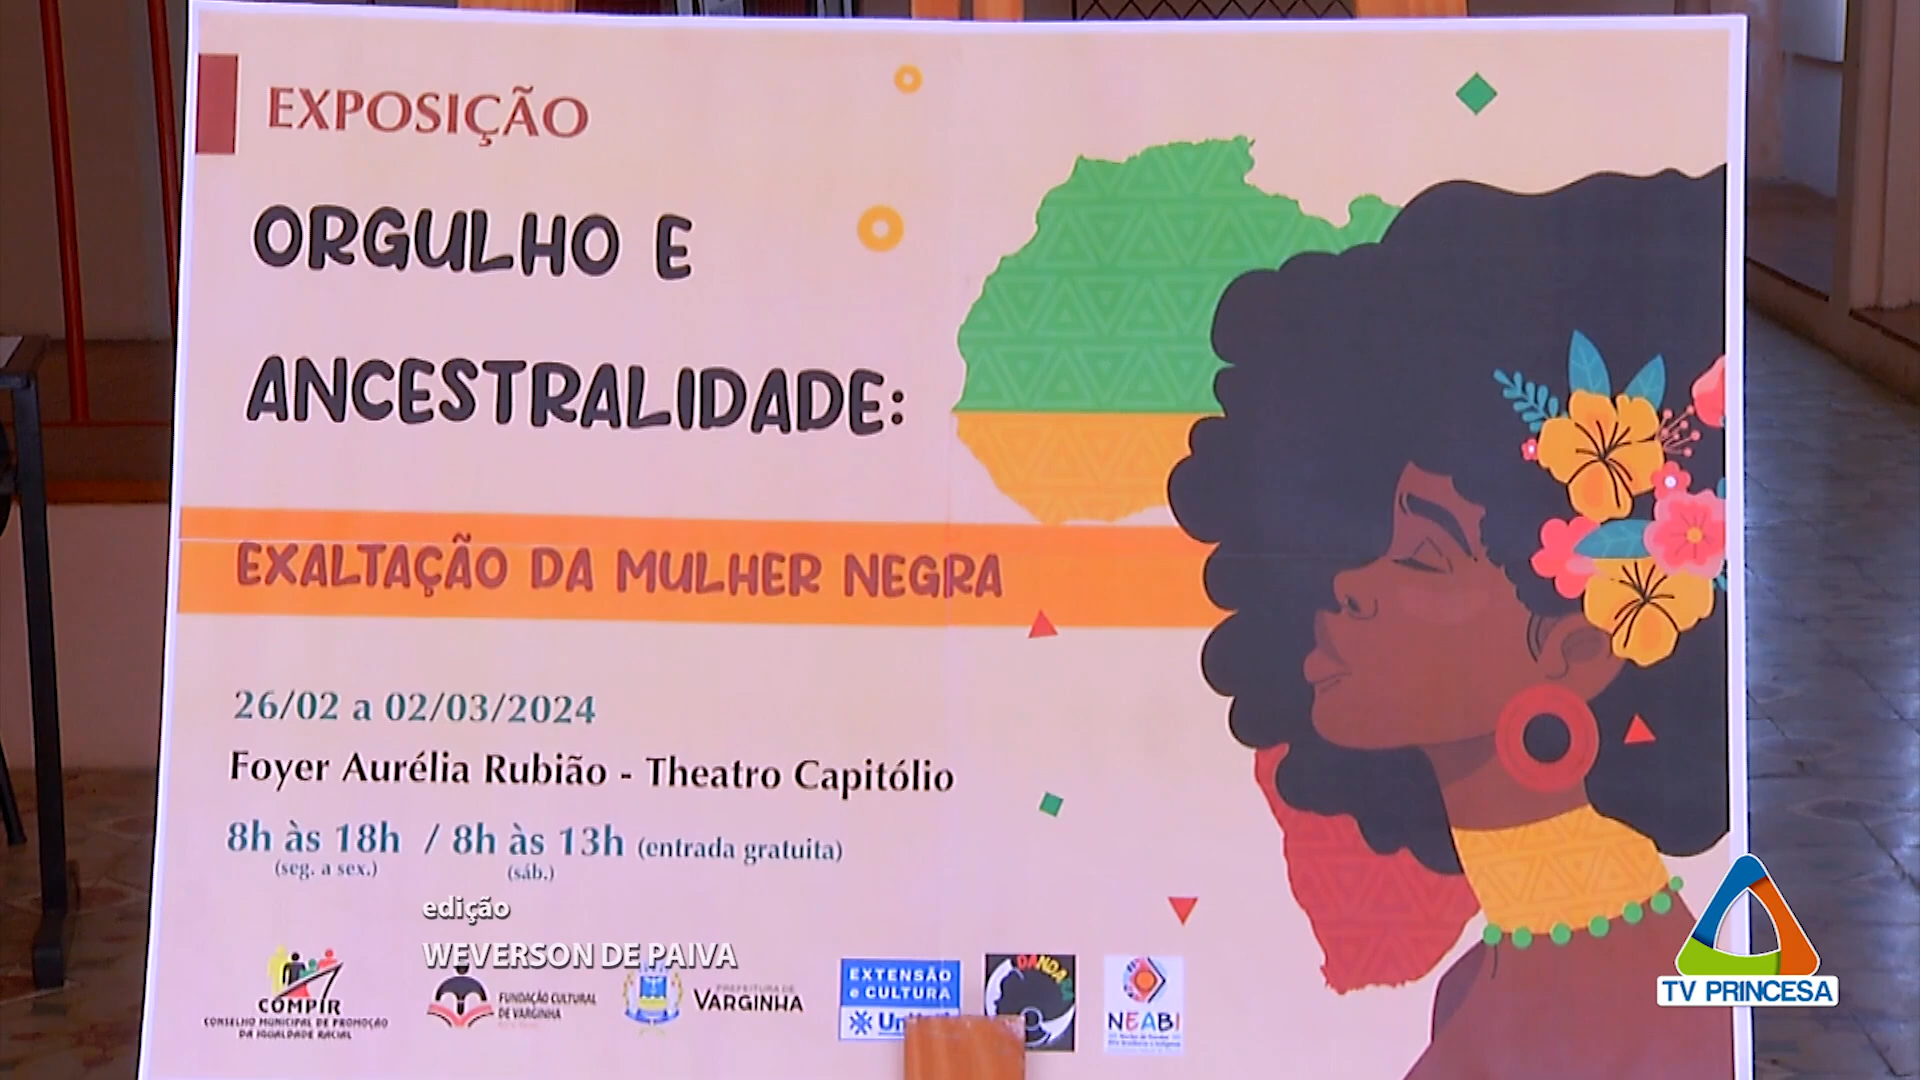 EXPOSIÇÃO
ORGULHO E
ANCESTRALIDADE:
EXALTAÇÃO DA MULHER NEGRA
26/02 a 02/03/2024
Foyer Aurélia Rubião - Theatro Capitólio
8h às 18h / 8h às 13h (entrada gratuita)
(seg. a sex.) (sáb.)
edição
WEVERSON DE PAIVA
COMPIR
CONSELHO MUNICIPAL DE PROMOÇÃO
DA IGUALDADE RACIAL
FUNDAÇÃO CULTURAL
DE VARGINHA
PREFEITURA DE
VARGINHA
EXTENSÃO
e CULTURA
NEABI
TV PRINCESA